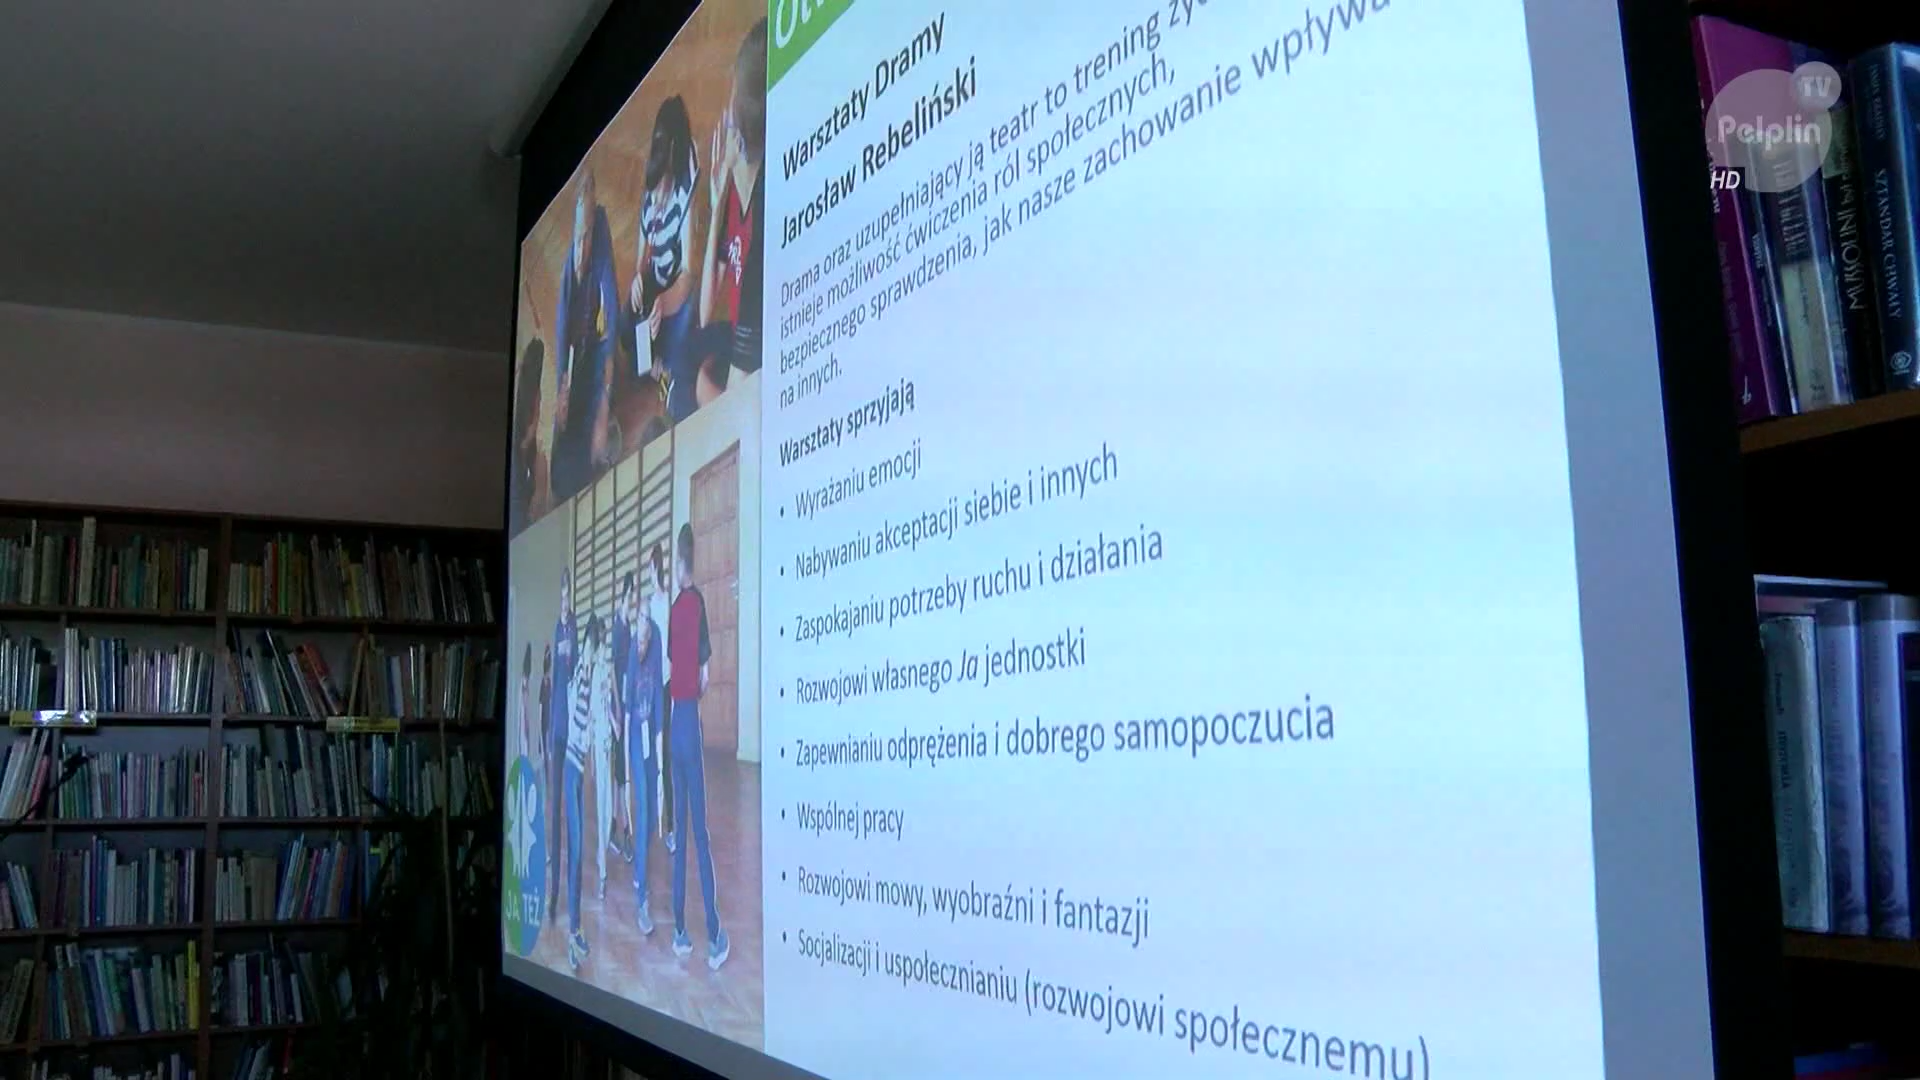 Warsztaty Dramy
Jarosław Rebeliński
Drama oraz uzupełniający ją teatr to trening
istnieje możliwość ćwiczenia ról społecznych,
bezpiecznego sprawdzenia, jak nasze zachowanie wpływa
na innych.
Warsztaty sprzyjają
• Wyrażaniu emocji
• Nabywaniu akceptacji siebie i innych
• Zaspokajaniu potrzeby ruchu i działania
• Rozwojowi własnego Ja jednostki
• Zapewnianiu odprężenia i dobrego samopoczucia
• Wspólnej pracy
• Rozwojowi mowy, wyobraźni i fantazji
• Socjalizacji i uspołecznianiu (rozwojowi społecznemu)
JA TEŻ
TV
Pelplin
HD
MUSSOLINI
SZTANDAR CHWAŁY